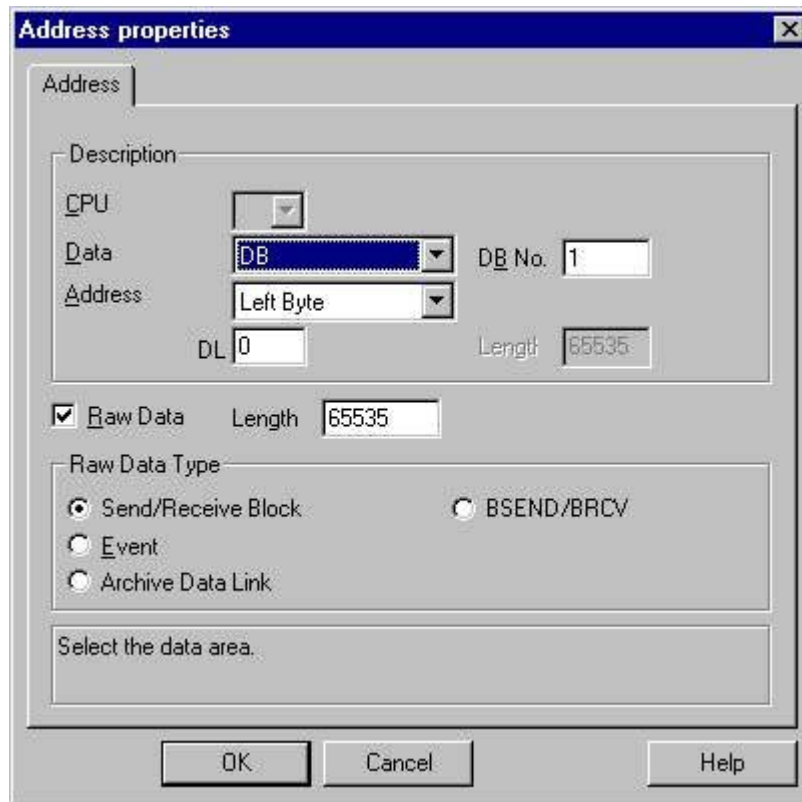 Address properties
Address
Description
CPU
Data DB DB No. 1
Address Left Byte
DL 0 Length 65535
Raw Data Length 65535
Raw Data Type
Send/Receive Block BSEND/BRCV
Event
Archive Data Link
Select the data area.
OK Cancel Help